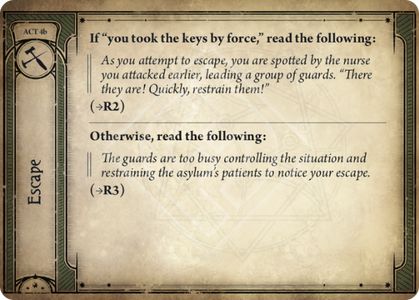 ACT-4b
Escape
If "you took the keys by force," read the following:
As you attempt to escape, you are spotted by the nurse
you attacked earlier, leading a group of guards. "There
they are! Quickly, restrain them!"
(→R2)
Otherwise, read the following:
The guards are too busy controlling the situation and
restraining the asylum's patients to notice your escape.
(→R3)